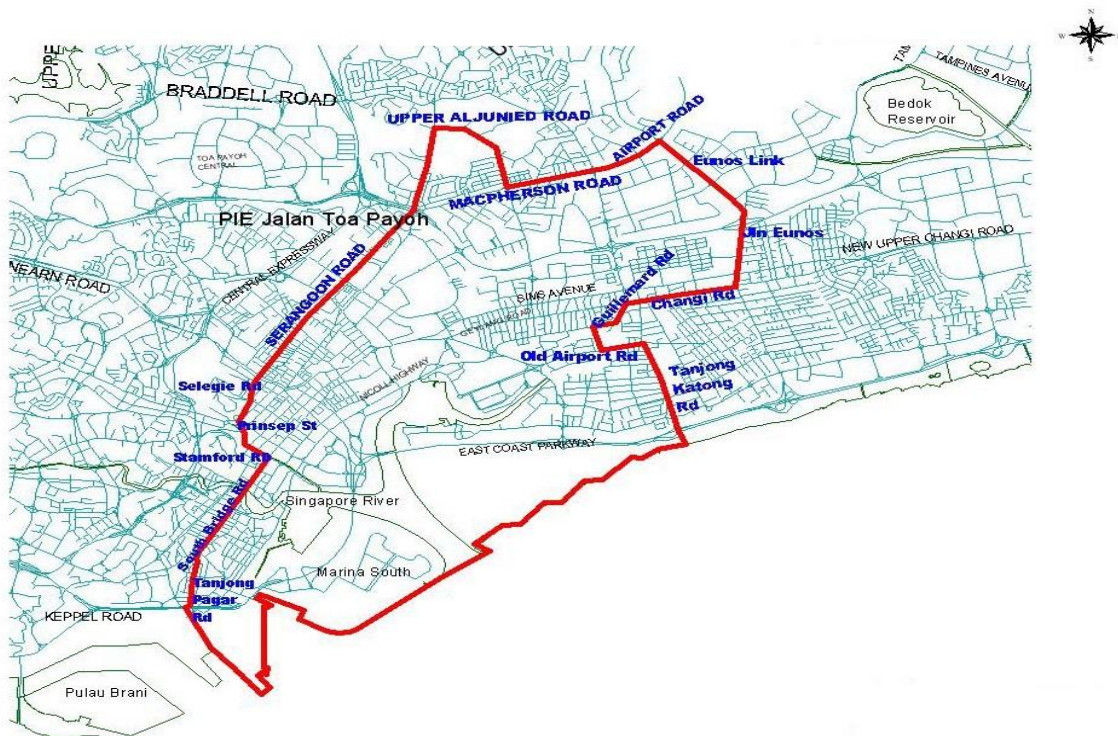 N
W
S
UPPE
TAM
TAMPINES AVENU
BRADDELL ROAD
UPPER ALJUNIED ROAD
Bedok
Reservoir
AIRPORT ROAD
TOA PAYOH
CENTRAL
Eunos Link
MACPHERSON ROAD
PIE Jalan Toa Payoh
Jln Eunos
NEW UPPER CHANGI ROAD
NEARN ROAD
CENTRAL EXPRESSWAY
SERANGOON ROAD
SIMS AVENUE
Guillemard Rd
Changi Rd
GEYLANG ROAD
Old Airport Rd
Tanjong
Katong
Rd
Selegie Rd
NICOLL HIGHWAY
Prinsep St
EAST COAST PARKWAY
Stamford RD
Singapore River
South Bridge Rd
Marina South
Tanjong
Pagar
Rd
KEPPEL ROAD
Pulau Brani